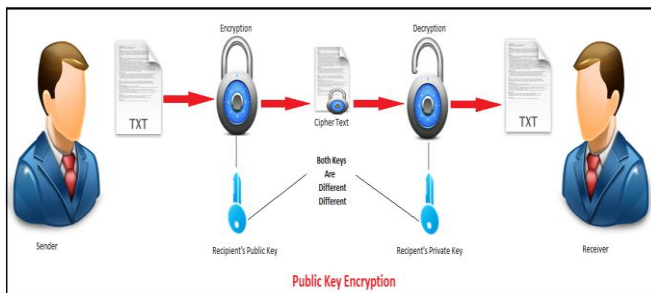 Encryption
Decryption
TXT
TXT
Cipher Text
Both Keys
Are
Different
Different
Sender
Recipient's Public Key
Recipent's Private Key
Receiver
Public Key Encryption